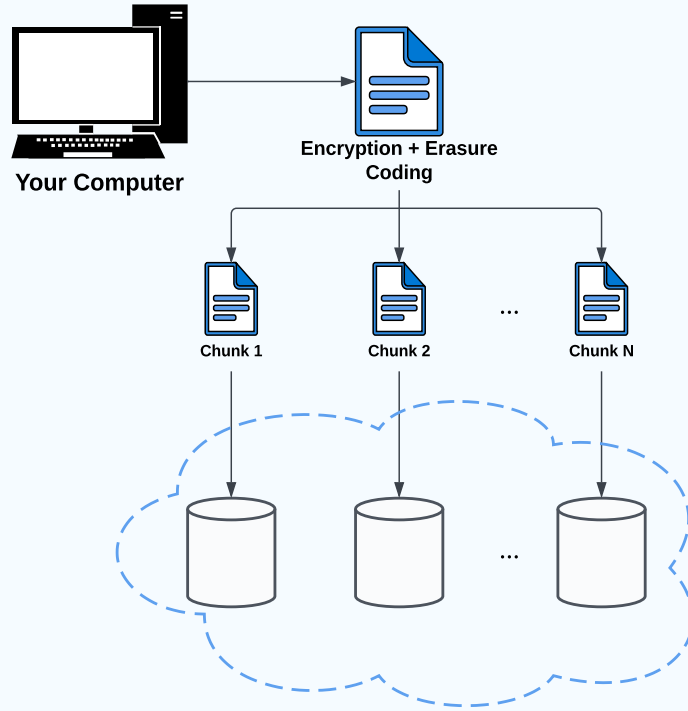 Your Computer
Encryption + Erasure
Coding
Chunk 1
Chunk 2
...
Chunk N
...